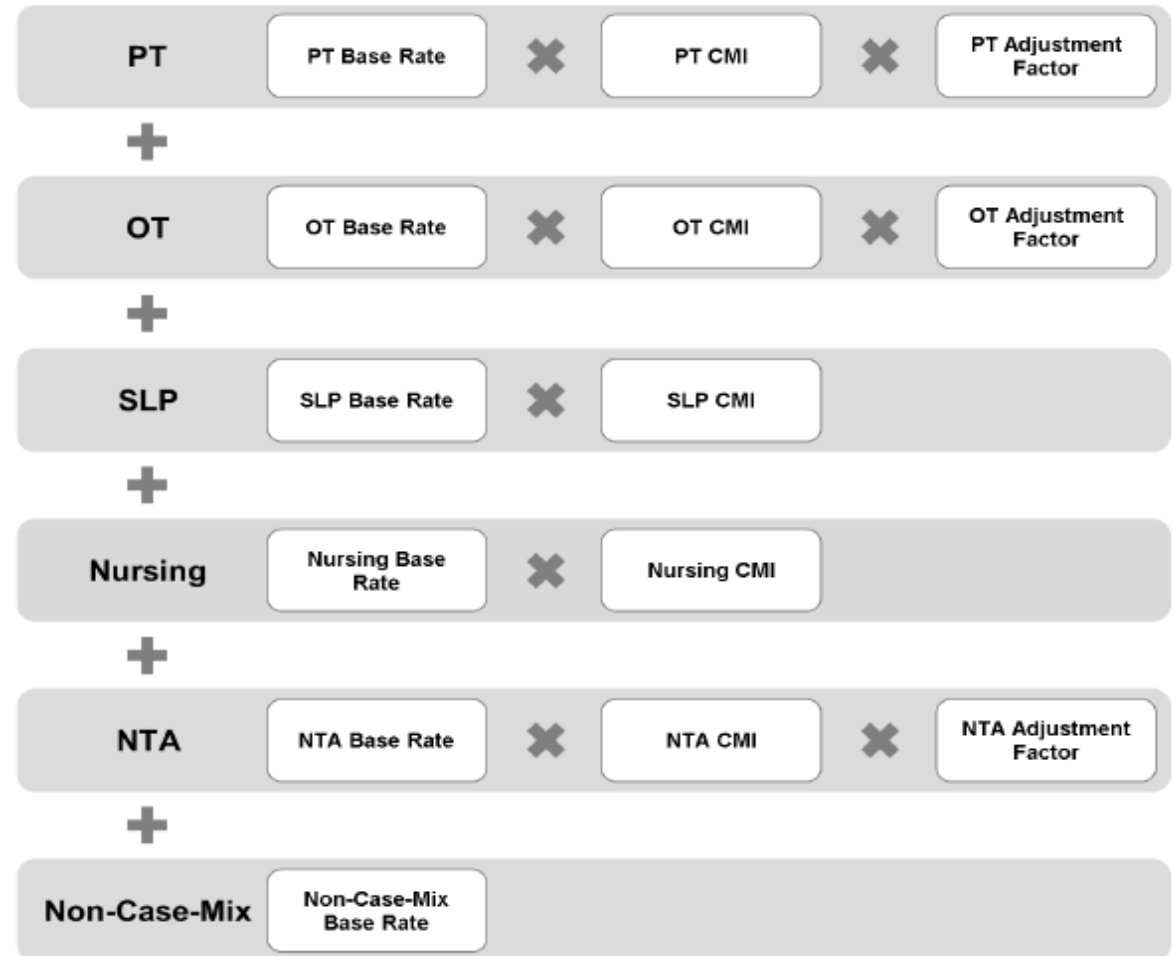 PT
PT Base Rate
PT CMI
PT Adjustment
Factor
OT
OT Base Rate
OT CMI
OT Adjustment
Factor
SLP
SLP Base Rate
SLP CMI
Nursing
Nursing Base
Rate
Nursing CMI
NTA
NTA Base Rate
NTA CMI
NTA Adjustment
Factor
Non-Case-Mix
Non-Case-Mix
Base Rate